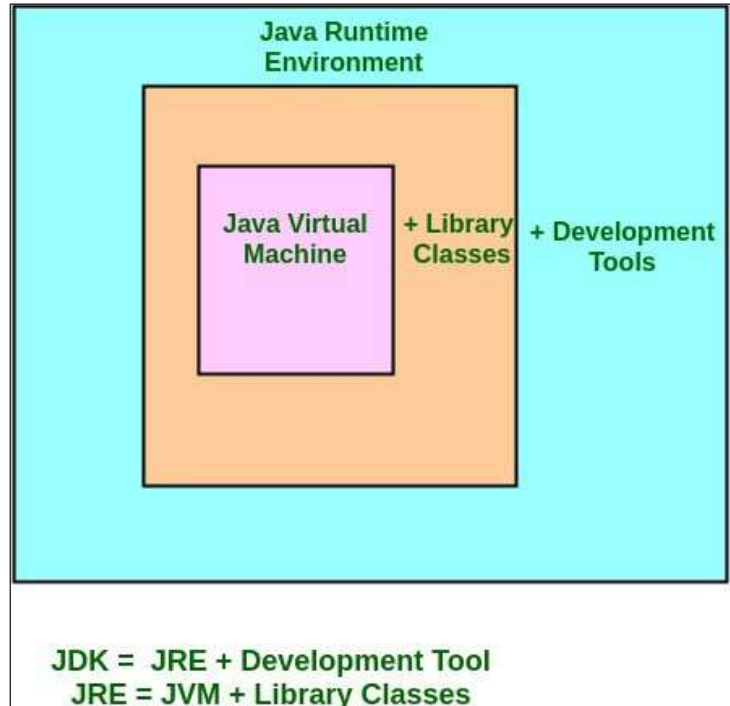 Java Runtime
Environment
Java Virtual
Machine
+ Library
Classes
+ Development
Tools
JDK = JRE + Development Tool
JRE = JVM + Library Classes